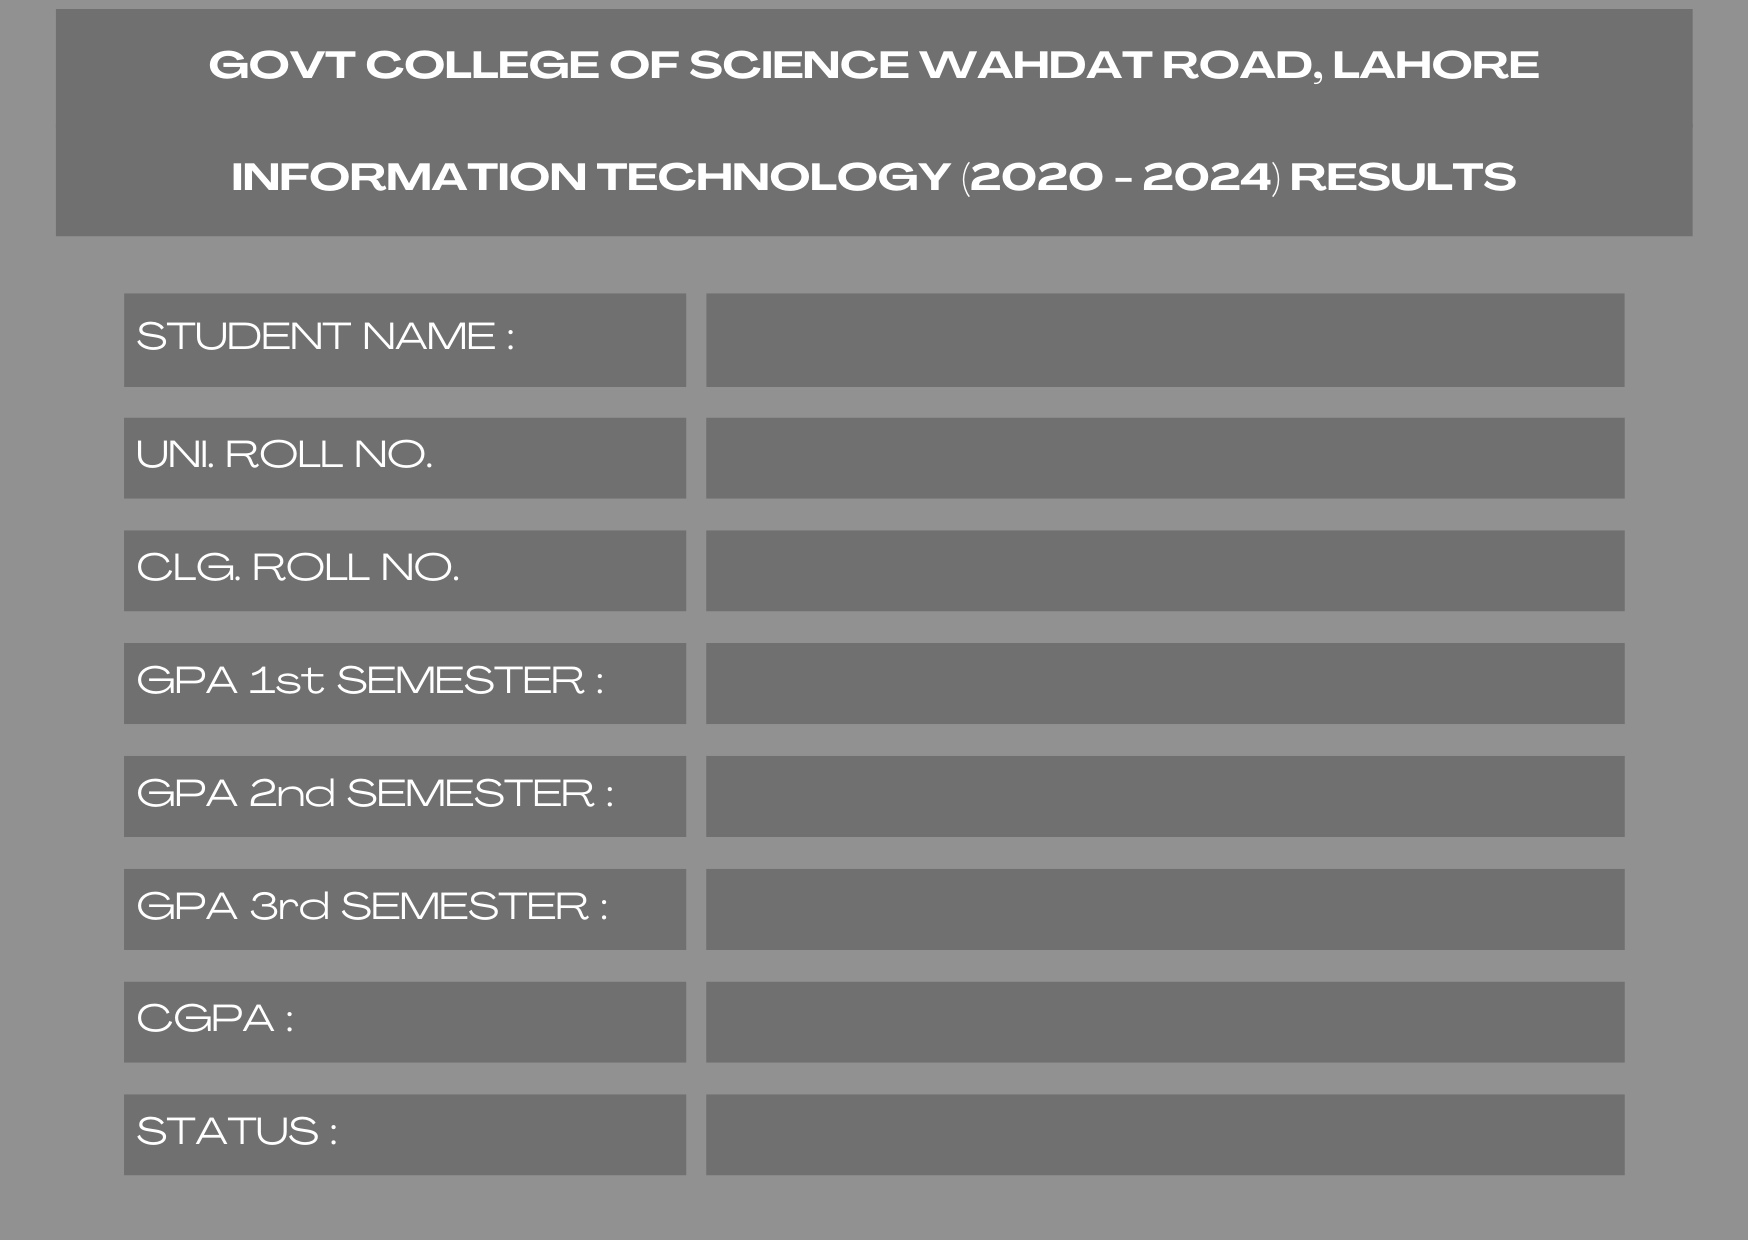 GOVT COLLEGE OF SCIENCE WAHDAT ROAD, LAHORE
INFORMATION TECHNOLOGY (2020 - 2024) RESULTS
STUDENT NAME :
UNI. ROLL NO.
CLG. ROLL NO.
GPA 1st SEMESTER :
GPA 2nd SEMESTER :
GPA 3rd SEMESTER :
CGPA :
STATUS :